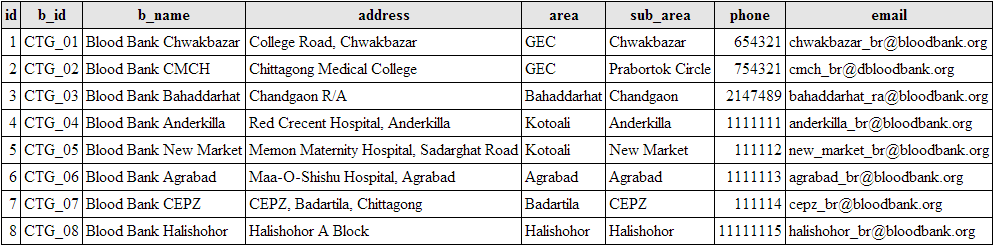 id b_id b_name address area sub_area phone email
1 CTG_01 Blood Bank Chwakbazar College Road, Chwakbazar GEC Chwakbazar 654321 chwakbazar_br@bloodbank.org
2 CTG_02 Blood Bank CMCH Chittagong Medical College GEC Prabortok Circle 754321 cmch_br@dbloodbank.org
3 CTG_03 Blood Bank Bahaddarhat Chandgaon R/A Bahaddarhat Chandgaon 2147489 bahaddarhat_ra@bloodbank.org
4 CTG_04 Blood Bank Anderkilla Red Crecent Hospital, Anderkilla Kotoali Anderkilla 1111111 anderkilla_br@bloodbank.org
5 CTG_05 Blood Bank New Market Memon Maternity Hospital, Sadarghat Road Kotoali New Market 111112 new_market_br@bloodbank.org
6 CTG_06 Blood Bank Agrabad Maa-O-Shishu Hospital, Agrabad Agrabad Agrabad 1111113 agrabad_br@bloodbank.org
7 CTG_07 Blood Bank CEPZ CEPZ, Badartila, Chittagong Badartila CEPZ 111114 cepz_br@bloodbank.org
8 CTG_08 Blood Bank Halishohor Halishohor A Block Halishohor Halishohor 11111115 halishohor_br@bloodbank.org